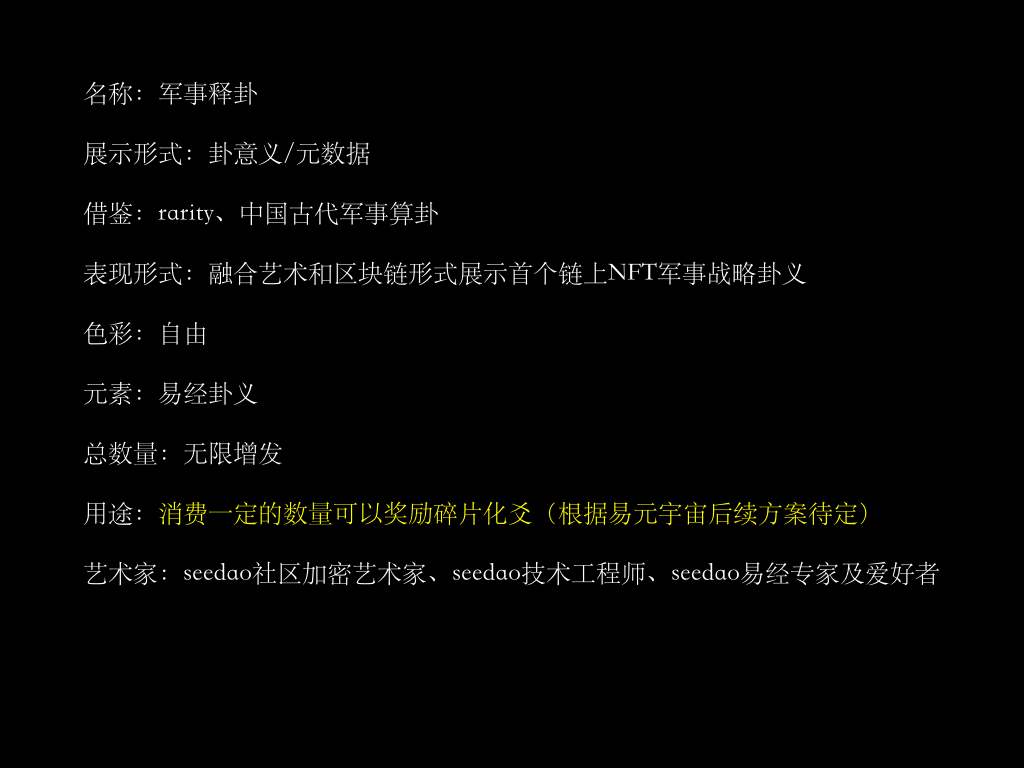 名称：军事释卦
展示形式：卦意义/元数据
借鉴：rarity、中国古代军事算卦
表现形式：融合艺术和区块链形式展示首个链上NFT军事战略卦义
色彩：自由
元素：易经卦义
总数量：无限增发
用途：消费一定的数量可以奖励碎片化爻（根据易元宇宙后续方案待定）
艺术家：seedao社区加密艺术家、seedao技术工程师、seedao易经专家及爱好者